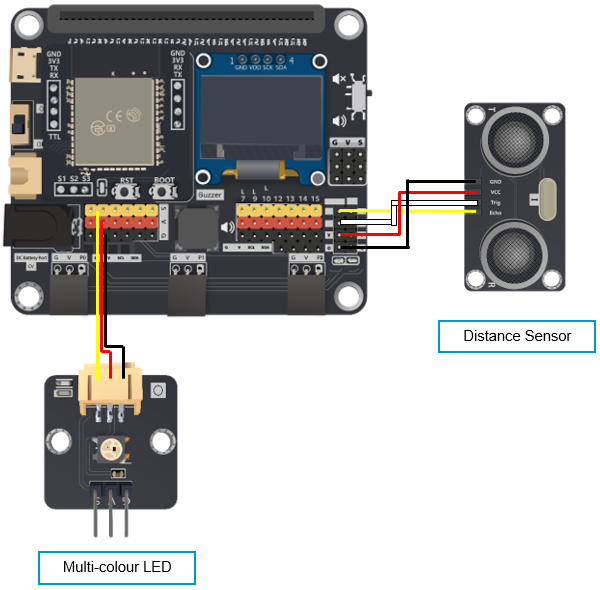 GND
3V3
TX
RX
TTL
GND
3V3
RX
TX
1
4
GND VDD SCK SDA
CE
S1 S2 S3
RST
BOOT
Buzzer
G V S
L
L
L
7 9 10 12 13 14 15
S
V
G
DC Battery Port
G V P0
G V P1
G V P2
T
GND
VCC
Trig
Echo
I
R
Distance Sensor
S V G
Multi-colour LED